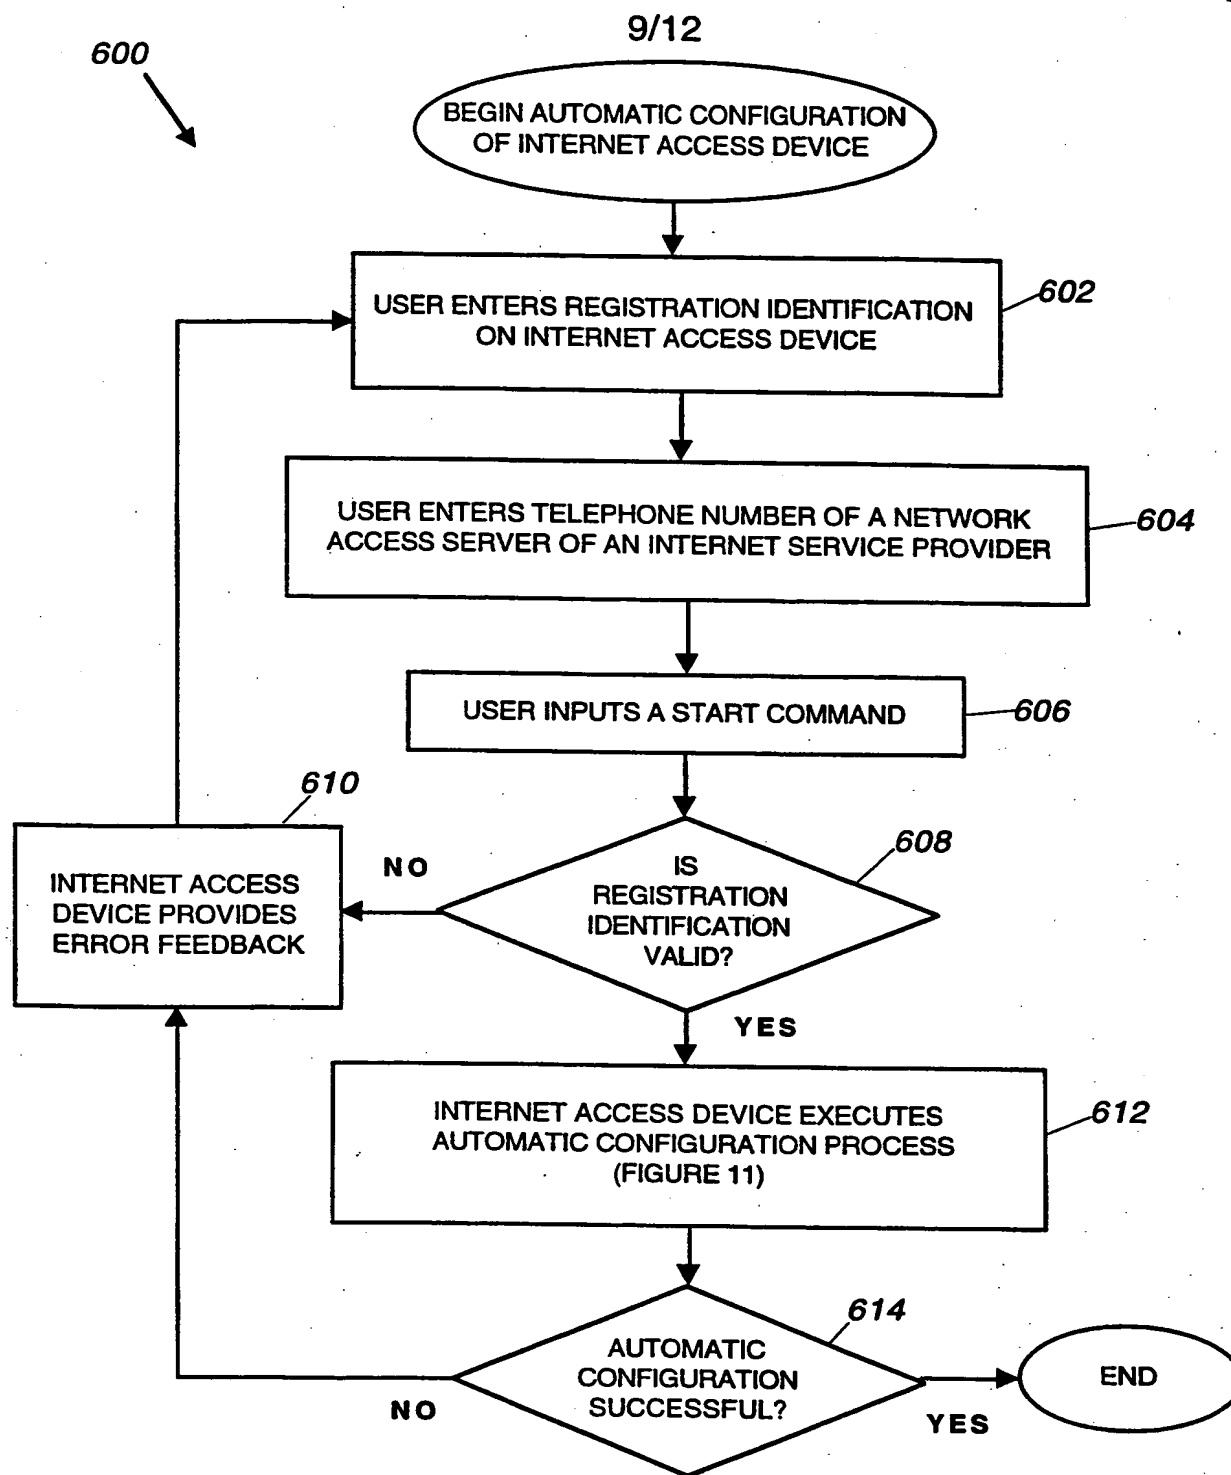 9/12
600
BEGIN AUTOMATIC CONFIGURATION
OF INTERNET ACCESS DEVICE
USER ENTERS REGISTRATION IDENTIFICATION
ON INTERNET ACCESS DEVICE
602
USER ENTERS TELEPHONE NUMBER OF A NETWORK
ACCESS SERVER OF AN INTERNET SERVICE PROVIDER
604
USER INPUTS A START COMMAND
606
610
INTERNET ACCESS
DEVICE PROVIDES
ERROR FEEDBACK
NO
IS
REGISTRATION
IDENTIFICATION
VALID?
608
YES
INTERNET ACCESS DEVICE EXECUTES
AUTOMATIC CONFIGURATION PROCESS
(FIGURE 11)
612
AUTOMATIC
CONFIGURATION
SUCCESSFUL?
614
NO
YES
END